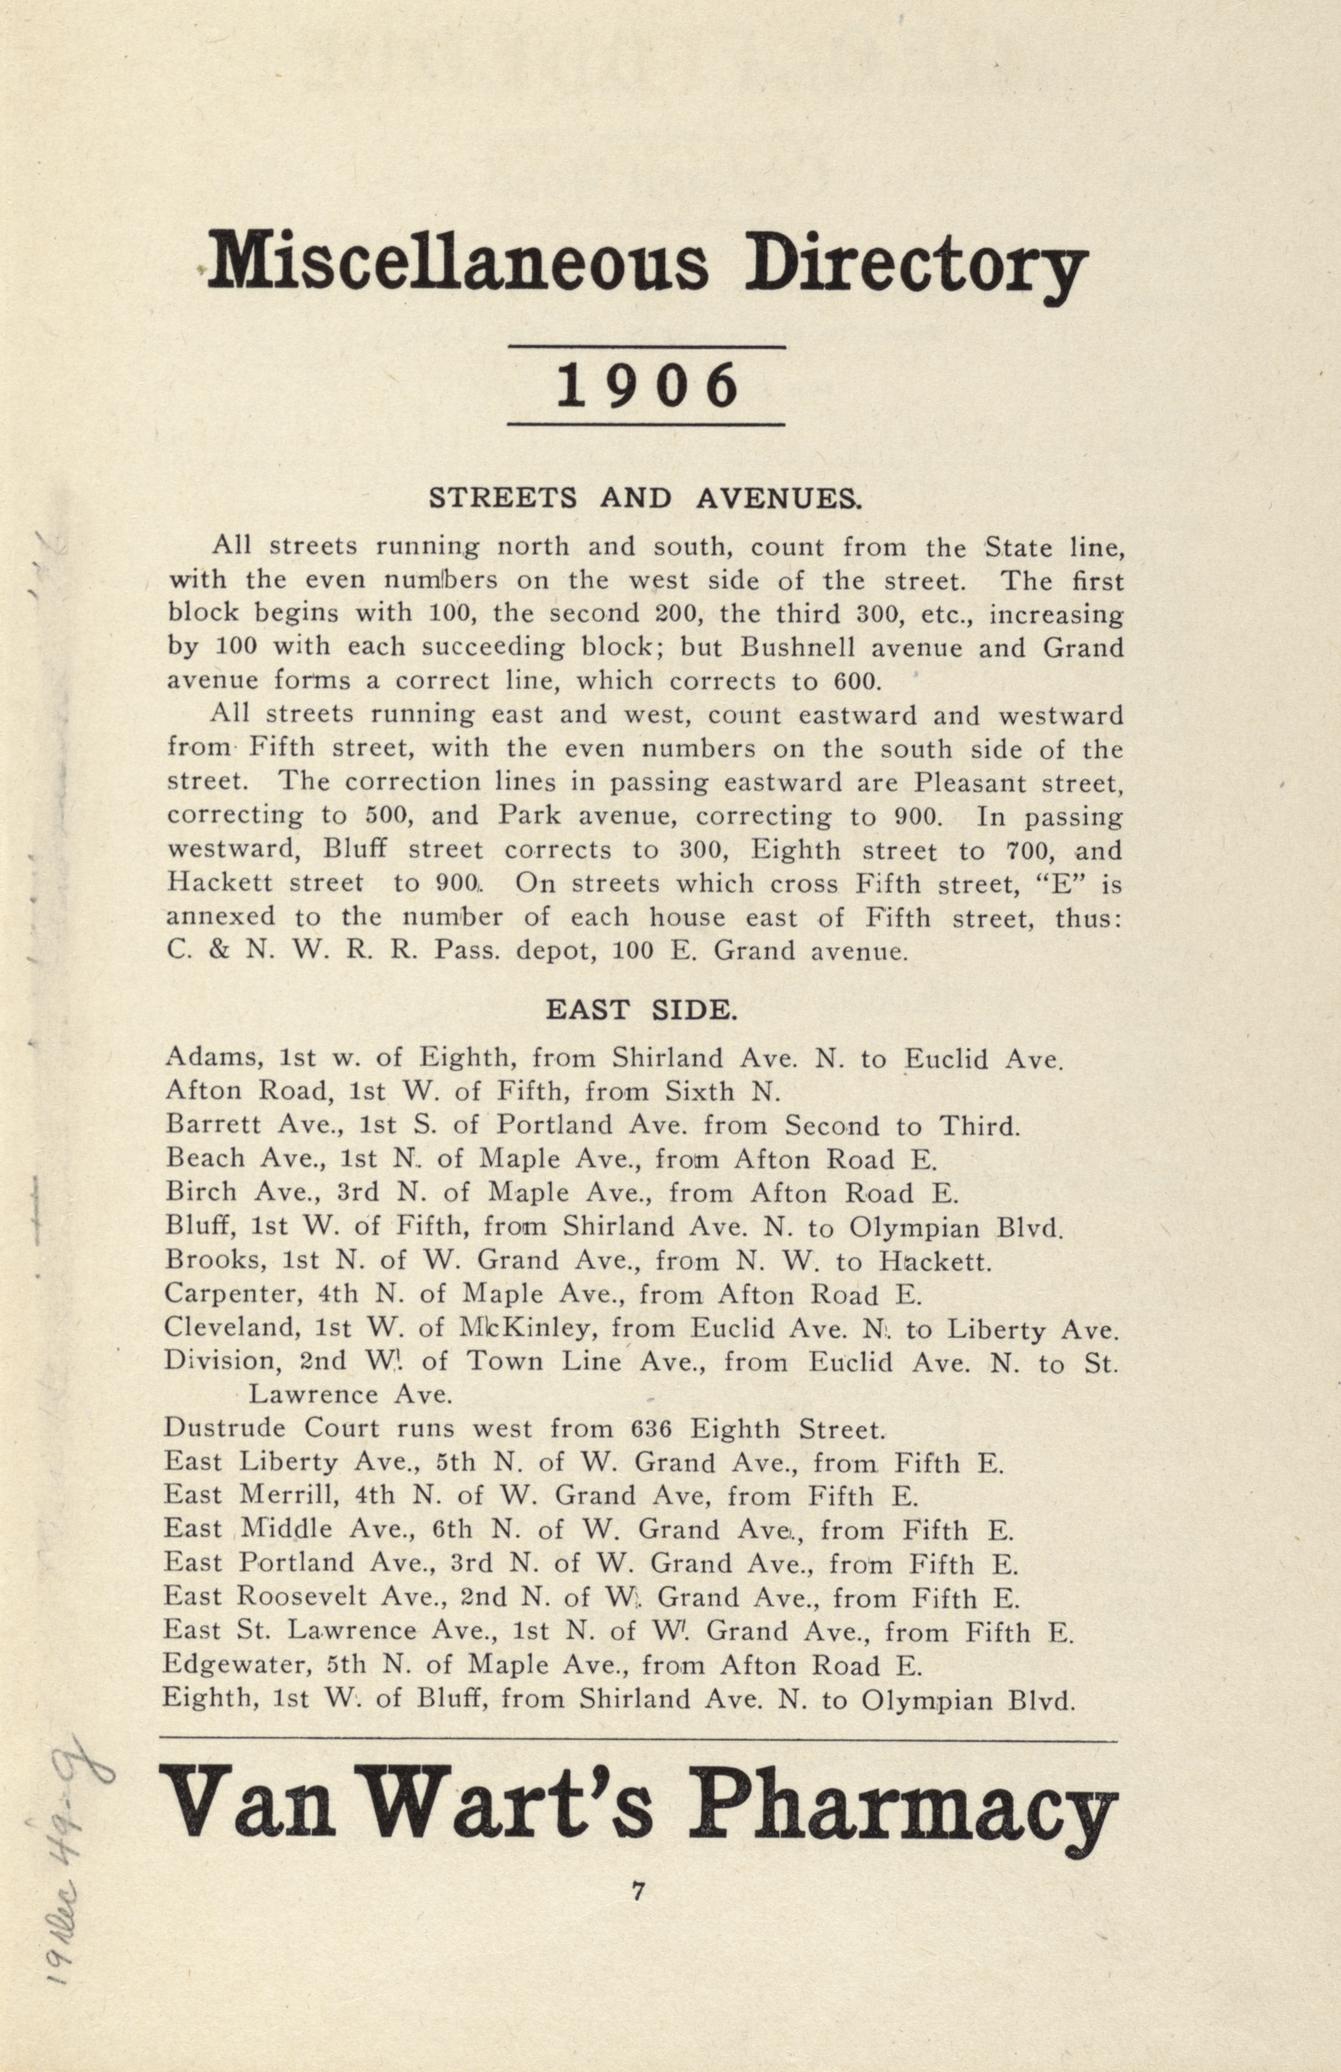 Miscellaneous Directory
1906
STREETS AND AVENUES.
All streets running north and south, count from the State line,
with the even numbers on the west side of the street. The first
block begins with 100, the second 200, the third 300, etc., increasing
by 100 with each succeeding block; but Bushnell avenue and Grand
avenue forms a correct line, which corrects to 600.
All streets running east and west, count eastward and westward
from Fifth street, with the even numbers on the south side of the
street. The correction lines in passing eastward are Pleasant street,
correcting to 500, and Park avenue, correcting to 900. In passing
westward, Bluff street corrects to 300, Eighth street to 700, and
Hackett street to 900. On streets which cross Fifth street, “E” is
annexed to the number of each house east of Fifth street, thus:
C. & N. W. R. R. Pass. depot, 100 E. Grand avenue.
EAST SIDE.
Adams, 1st w. of Eighth, from Shirland Ave. N. to Euclid Ave.
Afton Road, 1st W. of Fifth, from Sixth N.
Barrett Ave., 1st S. of Portland Ave. from Second to Third.
Beach Ave., 1st N. of Maple Ave., from Afton Road E.
Birch Ave., 3rd N. of Maple Ave., from Afton Road E.
Bluff, 1st W. of Fifth, from Shirland Ave. N. to Olympian Blvd.
Brooks, 1st N. of W. Grand Ave., from N. W. to Hackett.
Carpenter, 4th N. of Maple Ave., from Afton Road E.
Cleveland, 1st W. of McKinley, from Euclid Ave. N. to Liberty Ave.
Division, 2nd W. of Town Line Ave., from Euclid Ave. N. to St.
Lawrence Ave.
Dustrude Court runs west from 636 Eighth Street.
East Liberty Ave., 5th N. of W. Grand Ave., from Fifth E.
East Merrill, 4th N. of W. Grand Ave, from Fifth E.
East Middle Ave., 6th N. of W. Grand Ave., from Fifth E.
East Portland Ave., 3rd N. of W. Grand Ave., from Fifth E.
East Roosevelt Ave., 2nd N. of W. Grand Ave., from Fifth E.
East St. Lawrence Ave., 1st N. of W. Grand Ave., from Fifth E.
Edgewater, 5th N. of Maple Ave., from Afton Road E.
Eighth, 1st W. of Bluff, from Shirland Ave. N. to Olympian Blvd.
Van Wart’s Pharmacy
7
19 Dec 49-g